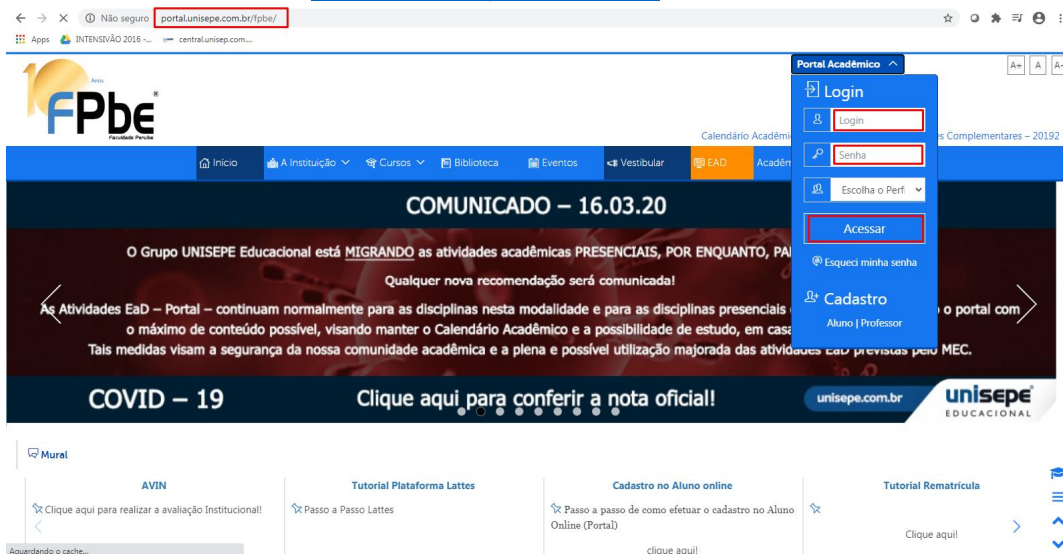 Não seguro portal.unisepe.com.br/fpbe/
Apps INTENSIVÃO 2016 -... central.unisep.com....
Portal Acadêmico
A+ A A-
Login
10 Anos
FPbe®
Faculdade Peruíbe
Login
Calendário Acadêmi
es Complementares – 20192
Senha
Início A Instituição Cursos Biblioteca Eventos Vestibular EAD Acadêm
Escolha o Perfi
Acessar
Esqueci minha senha
Cadastro
Aluno | Professor
COMUNICADO – 16.03.20
O Grupo UNISEPE Educacional está MIGRANDO as atividades acadêmicas PRESENCIAIS, POR ENQUANTO, PA
Qualquer nova recomendação será comunicada!
As Atividades EaD – Portal – continuam normalmente para as disciplinas nesta modalidade e para as disciplinas presenciais o portal com
o máximo de conteúdo possível, visando manter o Calendário Acadêmico e a possibilidade de estudo, em casa
Tais medidas visam a segurança da nossa comunidade acadêmica e a plena e possível utilização majorada das atividades EaD previstas pelo MEC.
COVID – 19 Clique aqui para conferir a nota oficial! unisepe.com.br unisepe
EDUCACIONAL
Mural
AVIN Tutorial Plataforma Lattes Cadastro no Aluno online Tutorial Rematrícula
Clique aqui para realizar a avaliação Institucional! Passo a Passo Lattes Passo a passo de como efetuar o cadastro no Aluno
Online (Portal)
Clique aqui!
clique aqui!
Aguardando o cache...